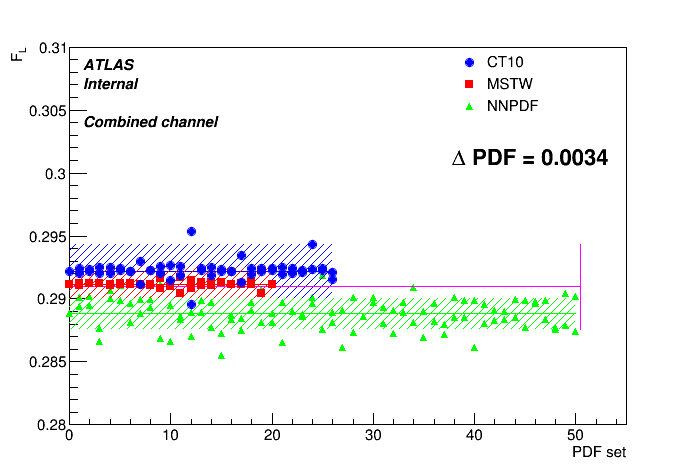 F_L
0.31
0.305
0.3
0.295
0.29
0.285
0.28
ATLAS
Internal
Combined channel
CT10
MSTW
NNPDF
Δ PDF = 0.0034
0 10 20 30 40 50
PDF set